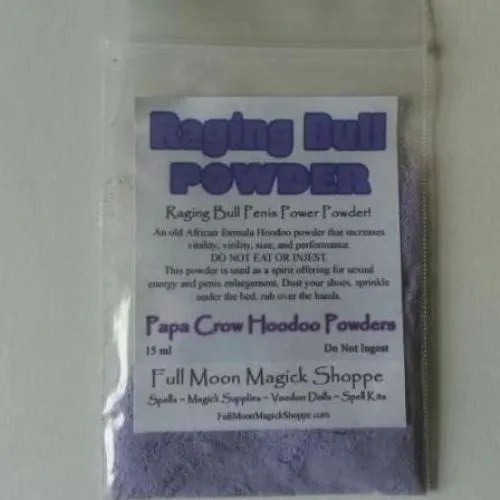 Raging Bull
POWDER
Raging Bull Penis Power Powder!
An old African formula Hoodoo powder that increases
vitality, virility, size, and performance
DO NOT EAT OR INJEST.
This powder is used as a spirit offering for sexual
energy and penis enlargement. Dust your shoes, sprinkle
under the bed, rub over the hands.
Papa Crow Hoodoo Powders
15 ml Do Not Ingest
Full Moon Magick Shoppe
Spells ~ Magick Supplies ~ Voodoo Dolls ~ Spell Kits
FullMoonMagickShoppe.com